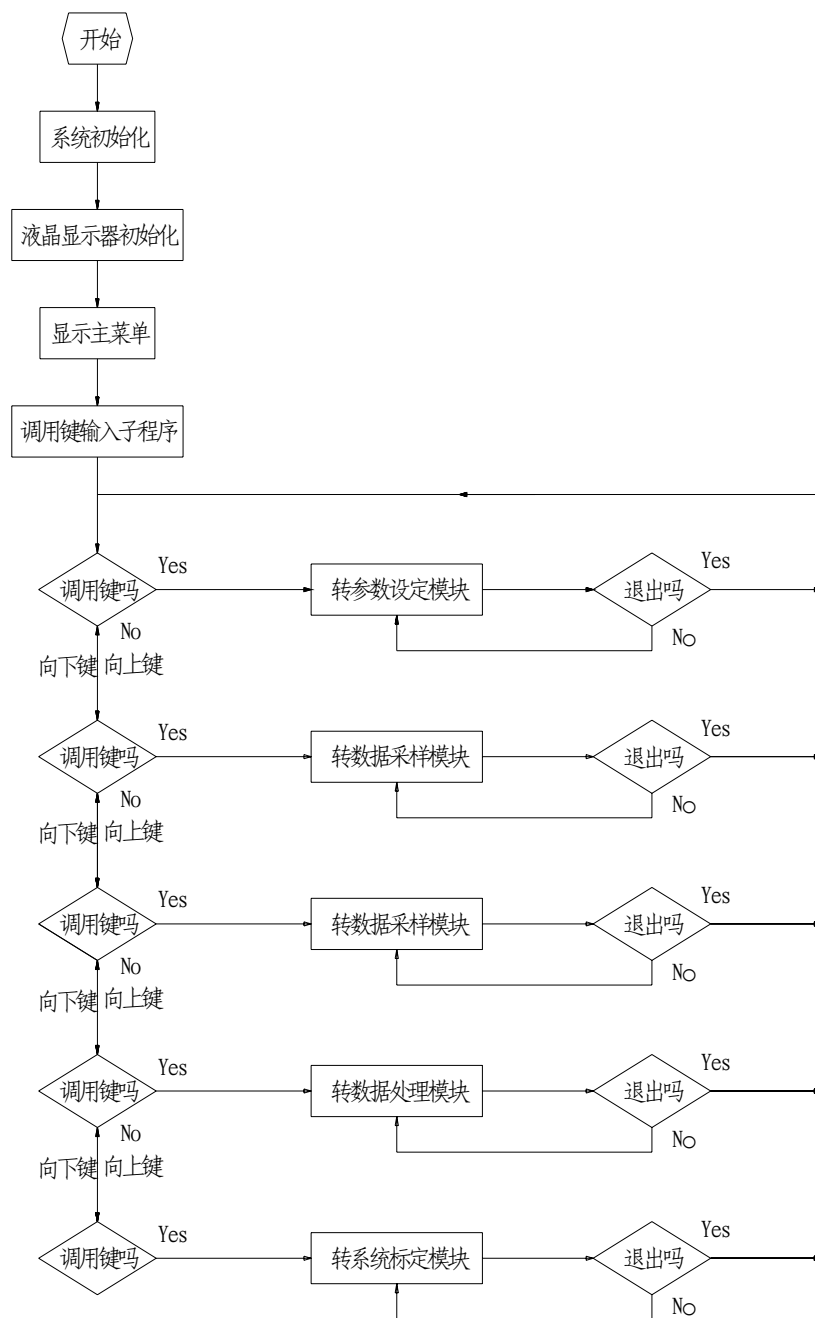 开始
系统初始化
液晶显示器初始化
显示主菜单
调用键输入子程序
调用键吗 Yes 转参数设定模块 退出吗 Yes
No No
向下键 向上键
调用键吗 Yes 转数据采样模块 退出吗 Yes
No No
向下键 向上键
调用键吗 Yes 转数据采样模块 退出吗 Yes
No No
向下键 向上键
调用键吗 Yes 转数据处理模块 退出吗 Yes
No No
向下键 向上键
调用键吗 Yes 转系统标定模块 退出吗 Yes
No